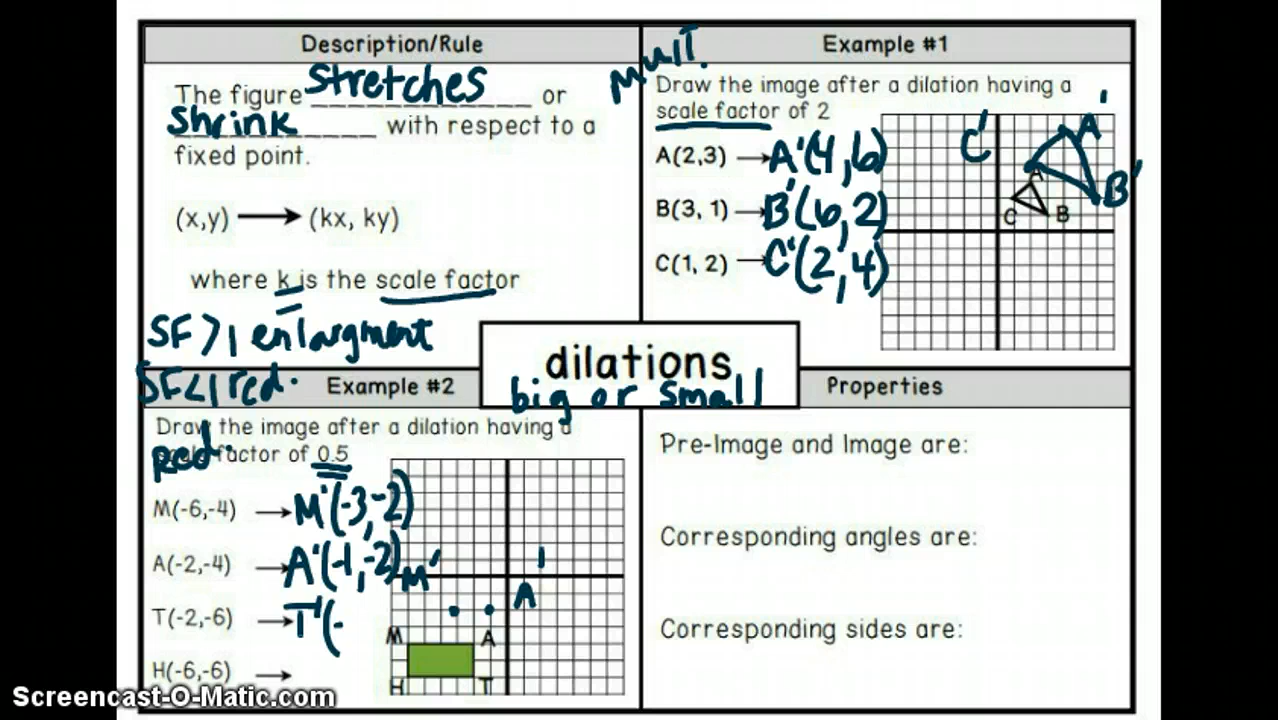 Description/Rule
The figure stretches or
shrink with respect to a
fixed point.
(x,y) → (kx, ky)
where k is the scale factor
SF >1 enlargment
SF<1 red.
mult.
Example #1
Draw the image after a dilation having a
scale factor of 2
A(2,3) → A'(4,6)
B(3, 1) → B'(6,2)
C(1, 2) → C'(2,4)
C' A'
B'
A
C B
dilations
big or small
Example #2
Draw the image after a dilation having a
scale factor of 0.5
red.
M(-6,-4) → M'(-3,-2)
A(-2,-4) → A'(-1,-2)
T(-2,-6) → T'(-
H(-6,-6) →
M'
A'
M A
H T
Properties
Pre-Image and Image are:
Corresponding angles are:
Corresponding sides are:
Screencast-O-Matic.com